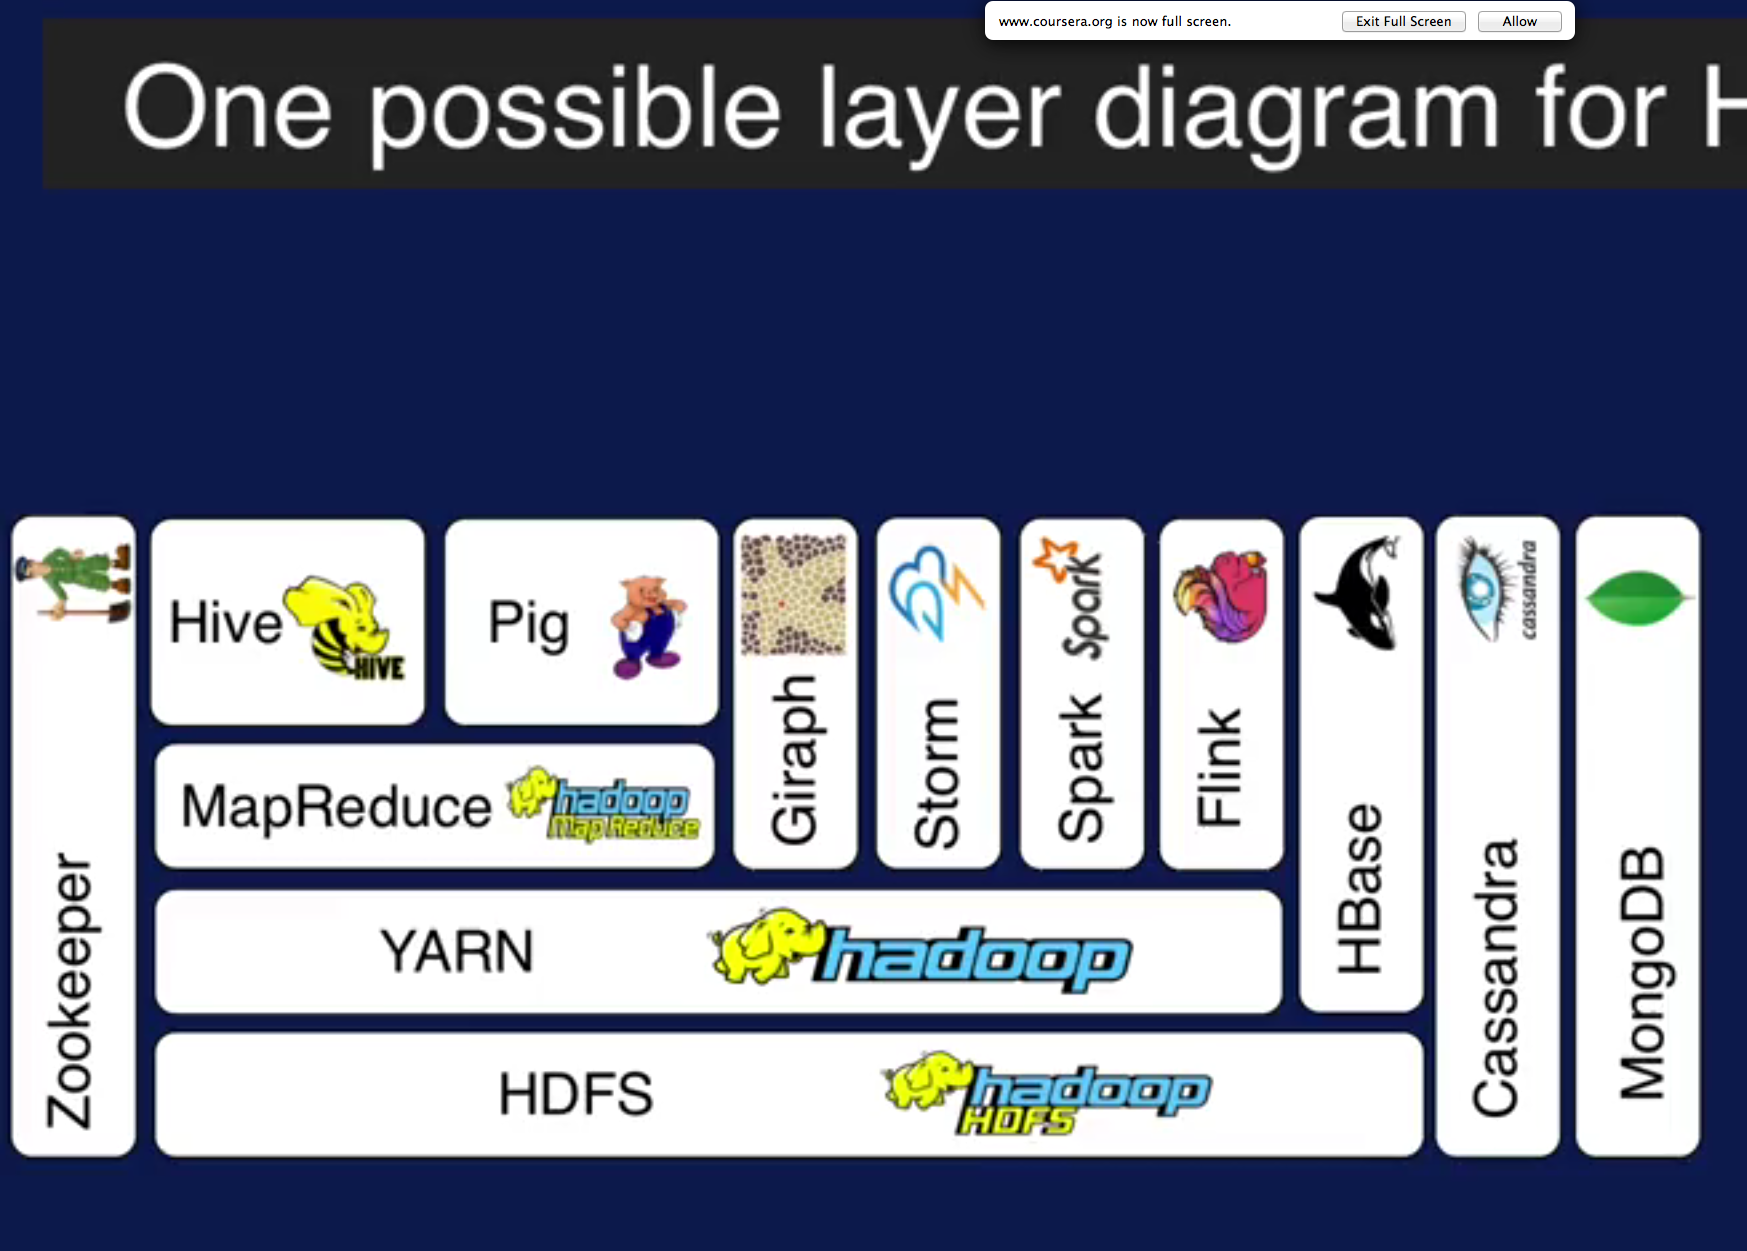 www.coursera.org is now full screen.
Exit Full Screen
Allow
One possible layer diagram for H
Zookeeper
Hive
HIVE
Pig
Giraph
Storm
Spark
Spark
Flink
HBase
cassandra
Cassandra
MongoDB
MapReduce
hadoop
MapReduce
YARN
hadoop
HDFS
hadoop
HDFS